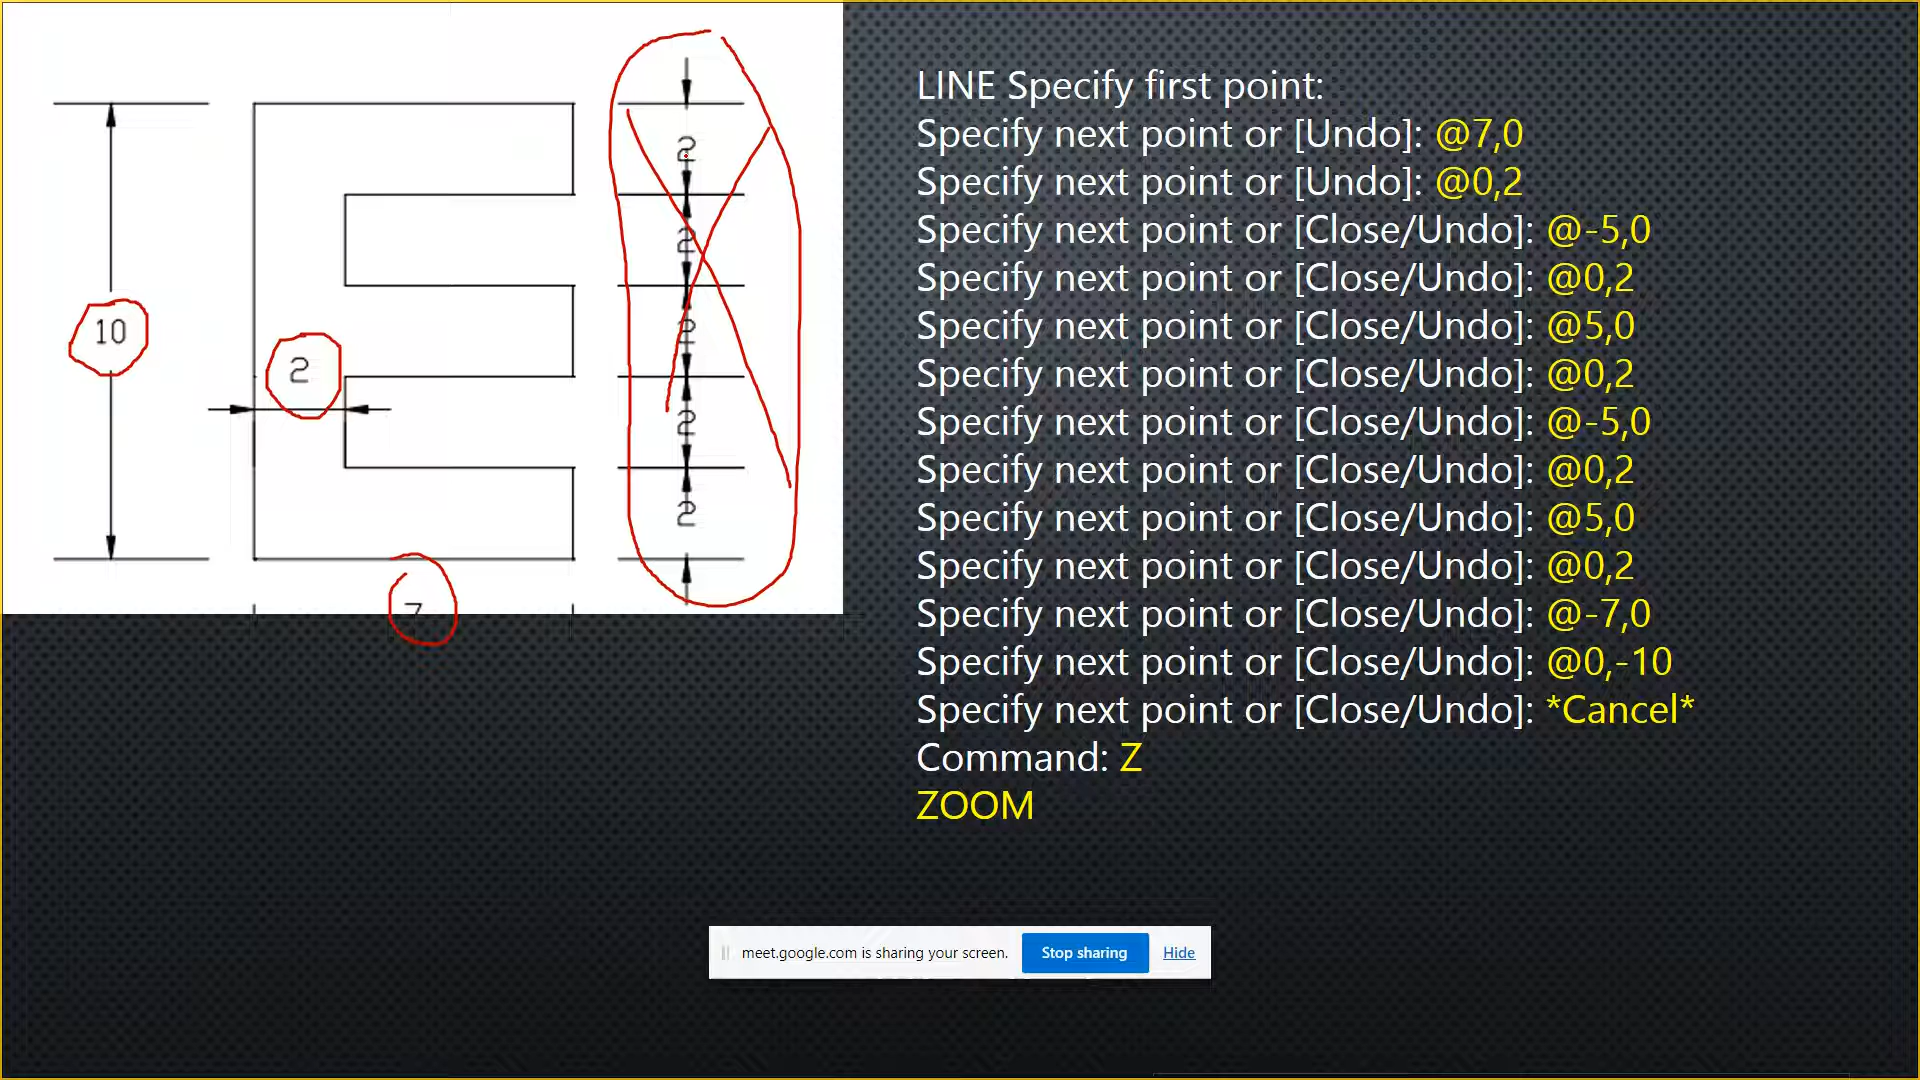 2
2
10
2
2
2
2
7
LINE Specify first point:
Specify next point or [Undo]: @7,0
Specify next point or [Undo]: @0,2
Specify next point or [Close/Undo]: @-5,0
Specify next point or [Close/Undo]: @0,2
Specify next point or [Close/Undo]: @5,0
Specify next point or [Close/Undo]: @0,2
Specify next point or [Close/Undo]: @-5,0
Specify next point or [Close/Undo]: @0,2
Specify next point or [Close/Undo]: @5,0
Specify next point or [Close/Undo]: @0,2
Specify next point or [Close/Undo]: @-7,0
Specify next point or [Close/Undo]: @0,-10
Specify next point or [Close/Undo]: *Cancel*
Command: Z
ZOOM
meet.google.com is sharing your screen.
Stop sharing
Hide